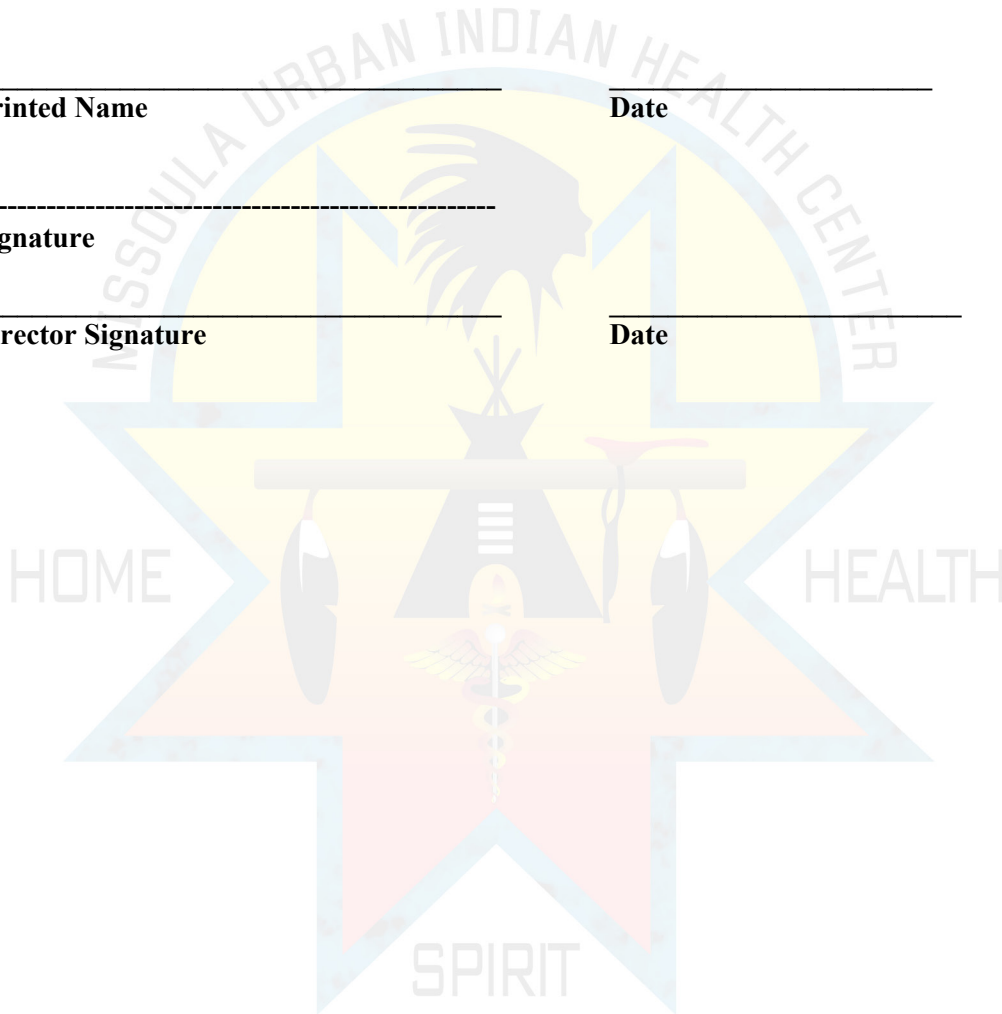 MISSOULA URBAN INDIAN HEALTH CENTER
rinted Name Date
gnature
rector Signature Date
HOME HEALTH
SPIRIT